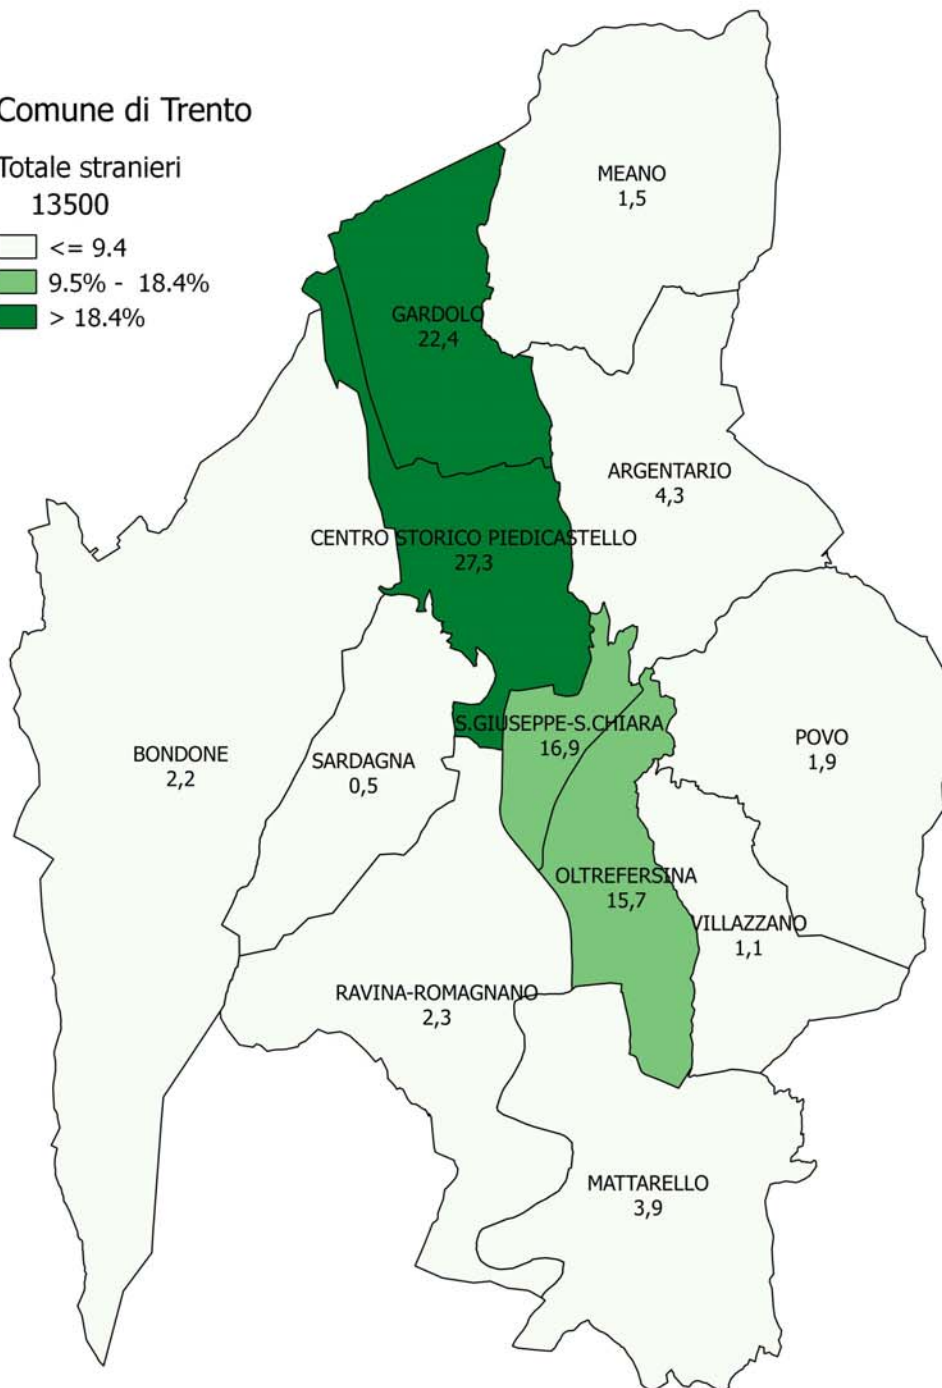 Comune di Trento
Totale stranieri
13500
<= 9.4
9.5% - 18.4%
> 18.4%
MEANO
1,5
GARDOLO
22,4
ARGENTARIO
4,3
CENTRO STORICO PIEDICASTELLO
27,3
S.GIUSEPPE-S.CHIARA
16,9
POVO
1,9
BONDONE
2,2
SARDAGNA
0,5
OLTREFERSINA
15,7
VILLAZZANO
1,1
RAVINA-ROMAGNANO
2,3
MATTARELLO
3,9